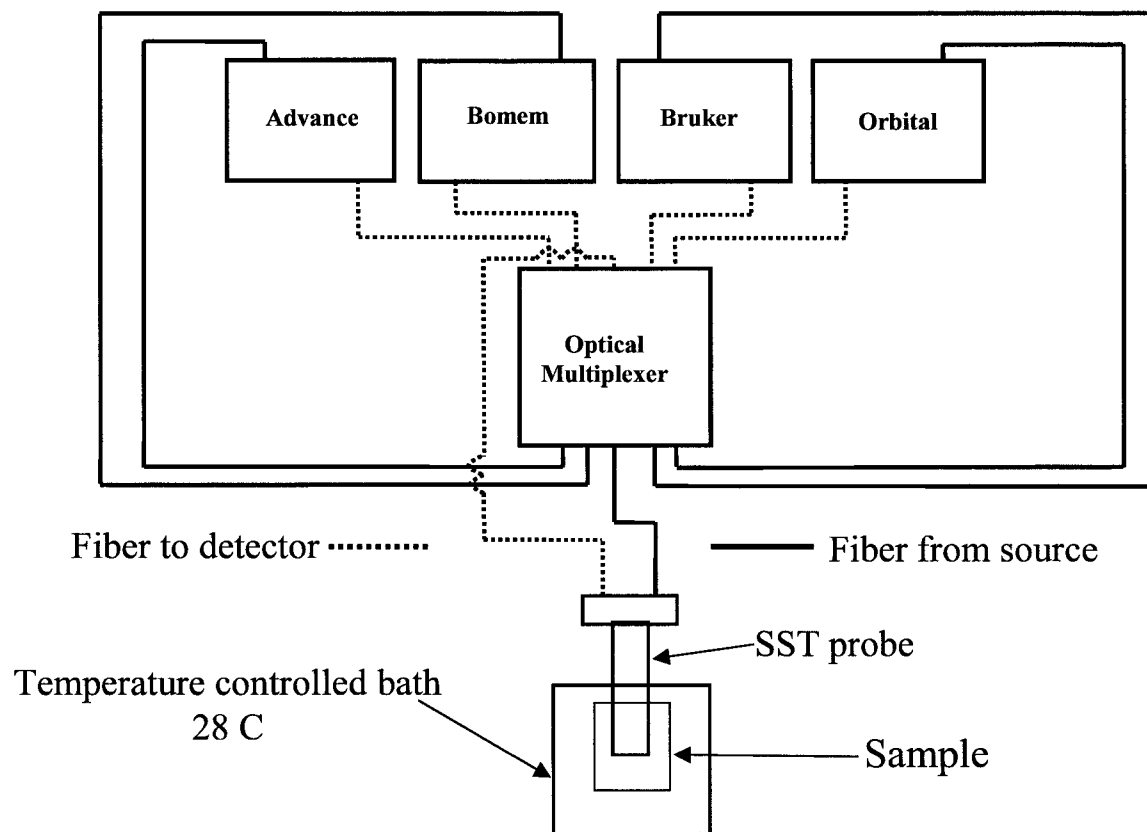 Advance
Bomem
Bruker
Orbital
Optical
Multiplexer
Fiber to detector
Fiber from source
SST probe
Temperature controlled bath
28 C
Sample